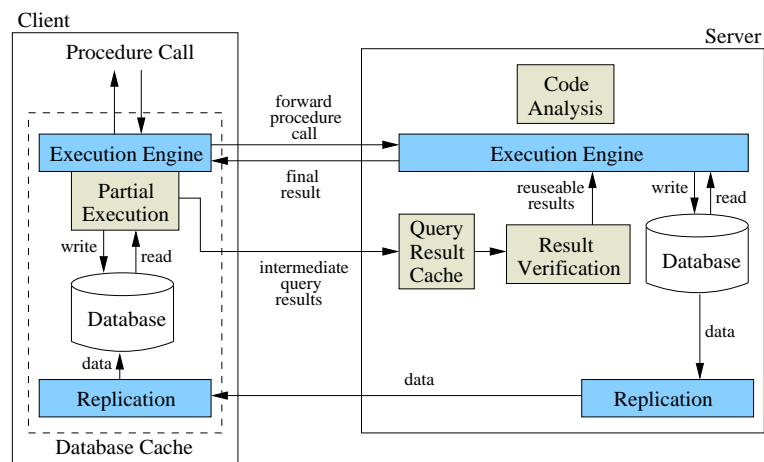 Client
Procedure Call
Execution Engine
Partial
Execution
write
read
Database
data
Replication
Database Cache
forward
procedure
call
final
result
intermediate
query
results
data
Server
Code
Analysis
Execution Engine
reuseable
results
write
read
Query
Result
Cache
Result
Verification
Database
data
Replication